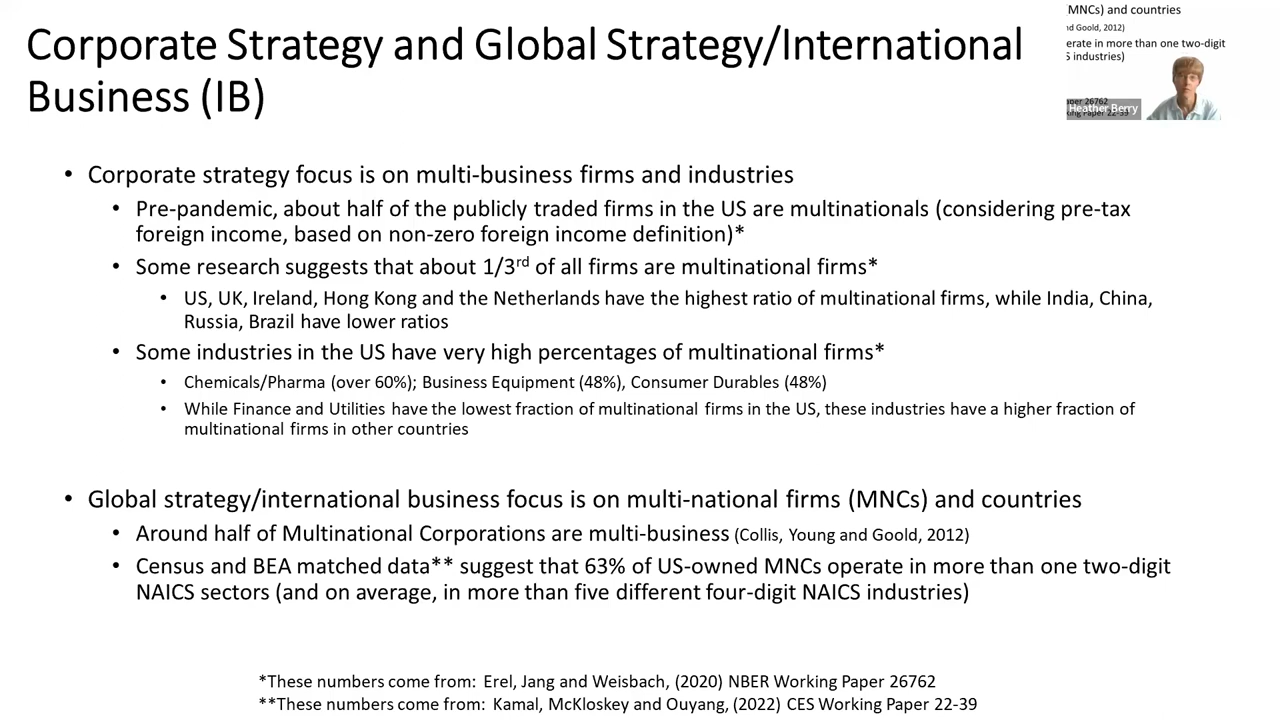 Corporate Strategy and Global Strategy/International
Business (IB)
MNCs) and countries
nd Goold, 2012)
erate in more than one two-digit
S industries)
aper 26762
Heather Berry
king Paper 22-39
• Corporate strategy focus is on multi-business firms and industries
• Pre-pandemic, about half of the publicly traded firms in the US are multinationals (considering pre-tax
foreign income, based on non-zero foreign income definition)*
• Some research suggests that about 1/3rd of all firms are multinational firms*
• US, UK, Ireland, Hong Kong and the Netherlands have the highest ratio of multinational firms, while India, China,
Russia, Brazil have lower ratios
• Some industries in the US have very high percentages of multinational firms*
• Chemicals/Pharma (over 60%); Business Equipment (48%), Consumer Durables (48%)
• While Finance and Utilities have the lowest fraction of multinational firms in the US, these industries have a higher fraction of
multinational firms in other countries
• Global strategy/international business focus is on multi-national firms (MNCs) and countries
• Around half of Multinational Corporations are multi-business (Collis, Young and Goold, 2012)
• Census and BEA matched data** suggest that 63% of US-owned MNCs operate in more than one two-digit
NAICS sectors (and on average, in more than five different four-digit NAICS industries)
*These numbers come from: Erel, Jang and Weisbach, (2020) NBER Working Paper 26762
**These numbers come from: Kamal, McKloskey and Ouyang, (2022) CES Working Paper 22-39